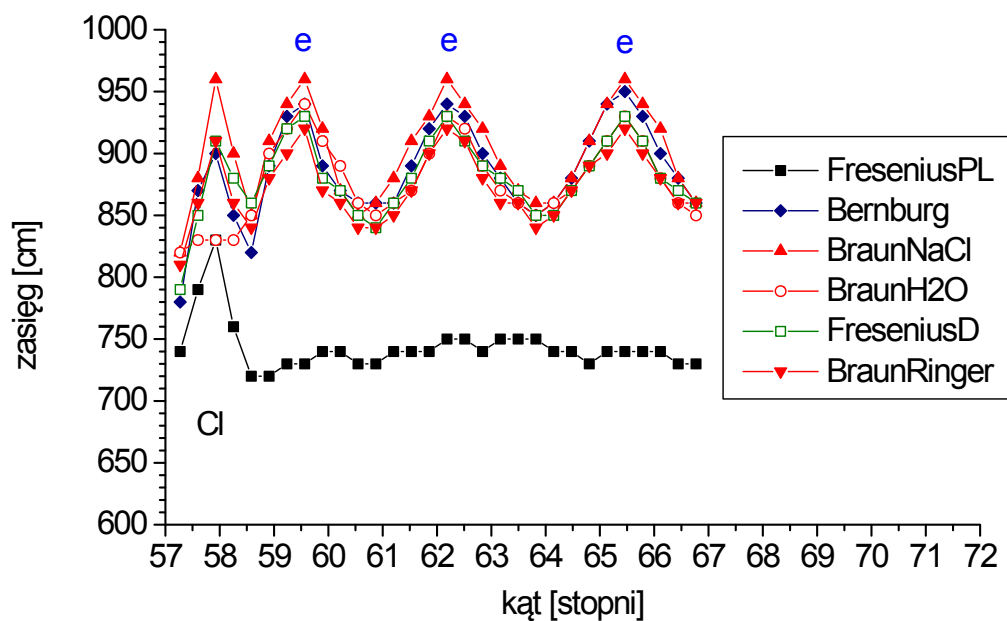 1000
950
900
850
800
750
700
650
600
zasięg [cm]
e e e
Cl
FreseniusPL
Bernburg
BraunNaCl
BraunH2O
FreseniusD
BraunRinger
57 58 59 60 61 62 63 64 65 66 67 68 69 70 71 72
kąt [stopni]